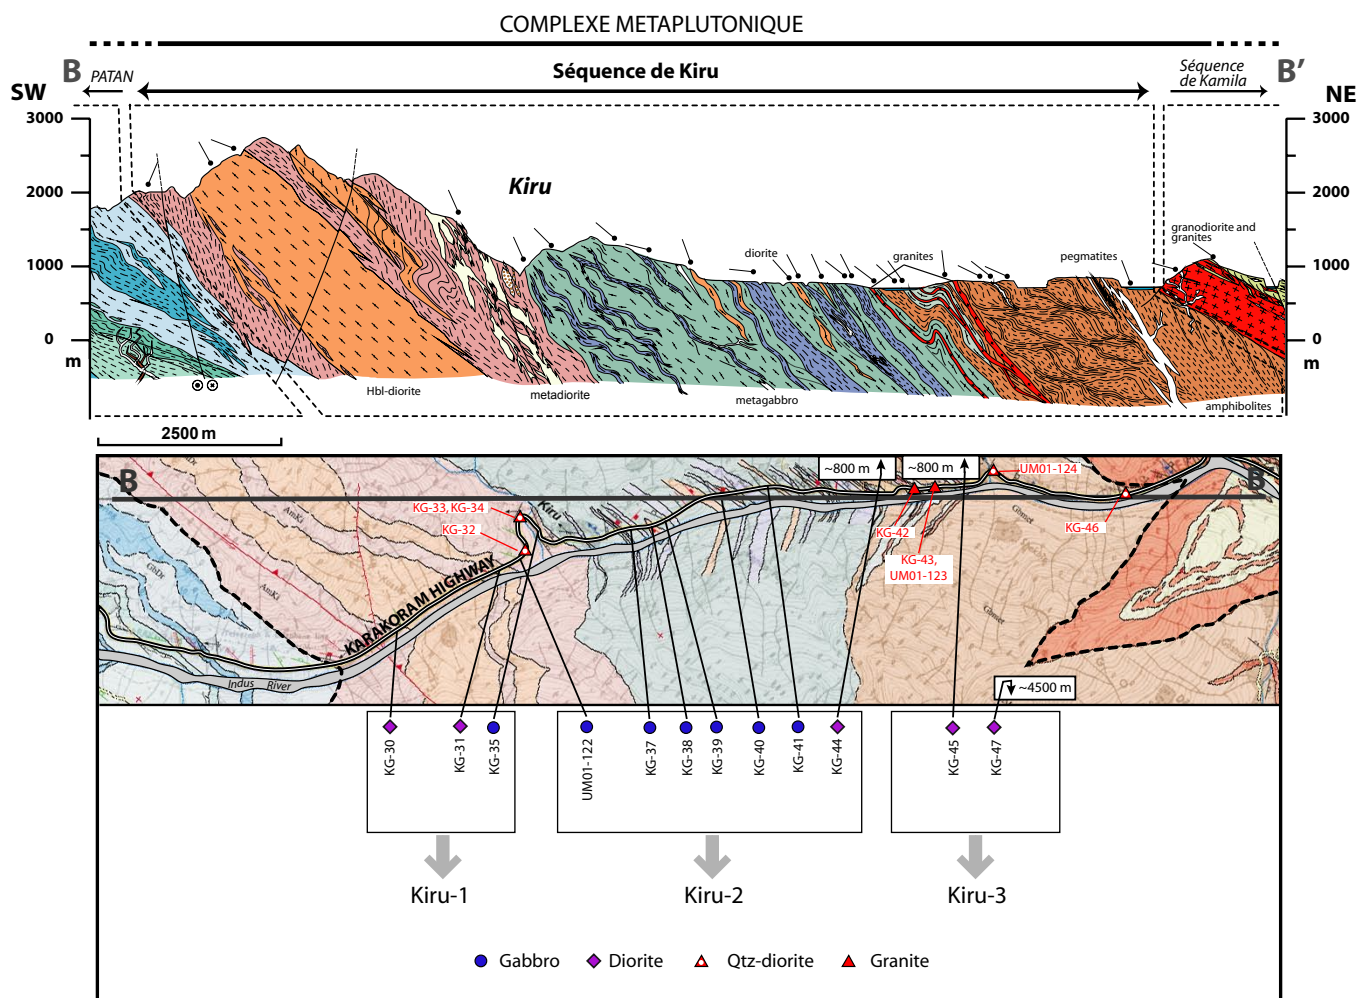 COMPLEXE METAPLUTONIQUE
B
PATAN
Séquence de Kiru
Séquence
de Kamila
B’
SW
NE
3000
3000
2000
2000
1000
1000
0
0
m
m
Kiru
diorite
granites
pegmatites
granodiorite and
granites
Hbl-diorite
metadiorite
metagabbro
amphibolites
2500 m
B
B’
~800 m
~800 m
UM01-124
KG-33, KG-34
KG-32
Kiru
KG-42
KG-46
KG-43,
UM01-123
KARAKORAM HIGHWAY
Indus River
~4500 m
KG-30
KG-31
KG-35
UM01-122
KG-37
KG-38
KG-39
KG-40
KG-41
KG-44
KG-45
KG-47
Kiru-1
Kiru-2
Kiru-3
Gabbro
Diorite
Qtz-diorite
Granite